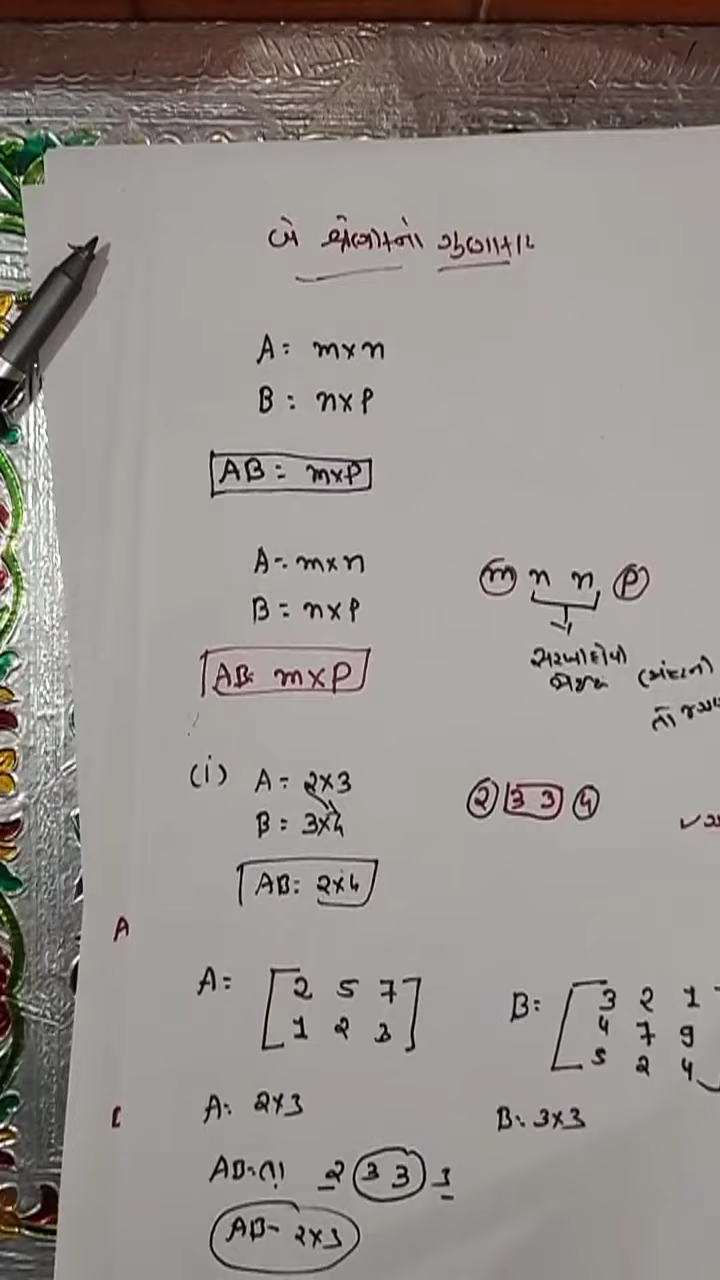 બે શ્રેણિકનો ગુણાકાર
A = m×n
B = n×p
AB = m×p
A = m×n
B = n×p
AB = m×p
m n n p
(i) A = 2×3
B = 3×4
AB = 2×4
2 3 3 4
A
A = [2 5 7
1 2 3]
B = [3 2 1
4 7 9
5 2 4
A = 2×3
B = 3×3
2 3 3 3
AB = 2×3